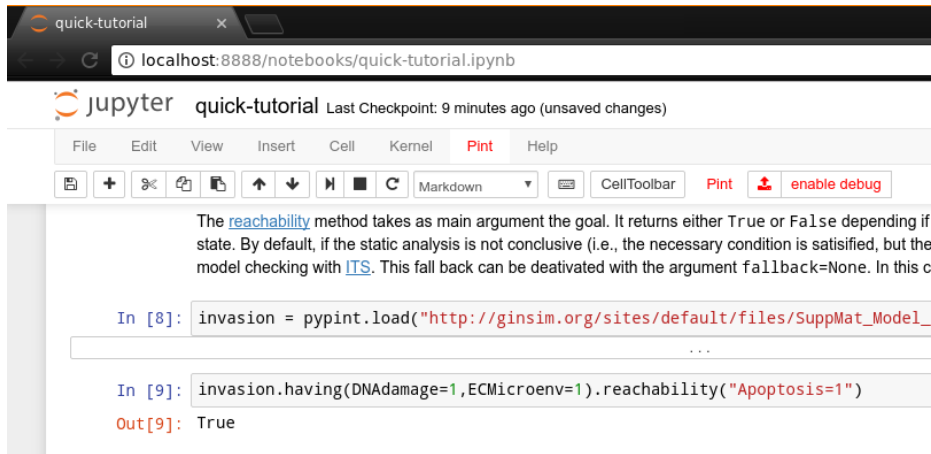 quick-tutorial ×
localhost:8888/notebooks/quick-tutorial.ipynb
jupyter quick-tutorial Last Checkpoint: 9 minutes ago (unsaved changes)
File Edit View Insert Cell Kernel Pint Help
Markdown CellToolbar Pint enable debug
The reachability method takes as main argument the goal. It returns either True or False depending if
state. By default, if the static analysis is not conclusive (i.e., the necessary condition is satisified, but the
model checking with ITS. This fall back can be deativated with the argument fallback=None. In this c
In [8]: invasion = pypint.load("http://ginsim.org/sites/default/files/SuppMat_Model_
...
In [9]: invasion.having(DNAdamage=1,ECMicroenv=1).reachability("Apoptosis=1")
Out[9]: True